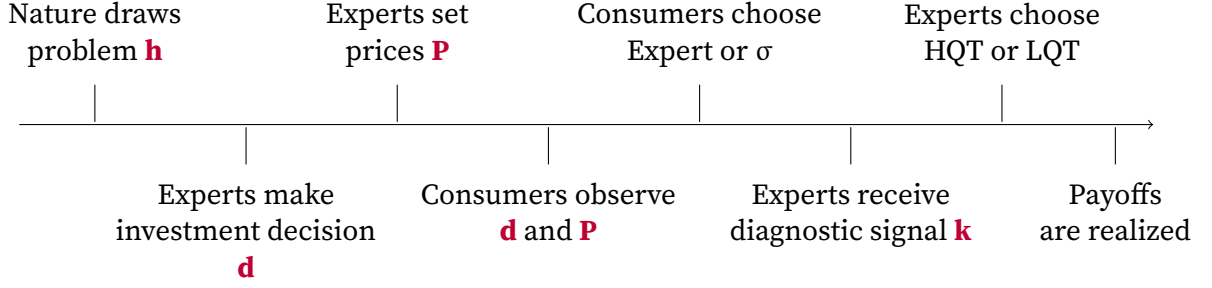 Nature draws
problem h
Experts make
investment decision
d
Experts set
prices P
Consumers observe
d and P
Consumers choose
Expert or σ
Experts receive
diagnostic signal k
Experts choose
HQT or LQT
Payoffs
are realized